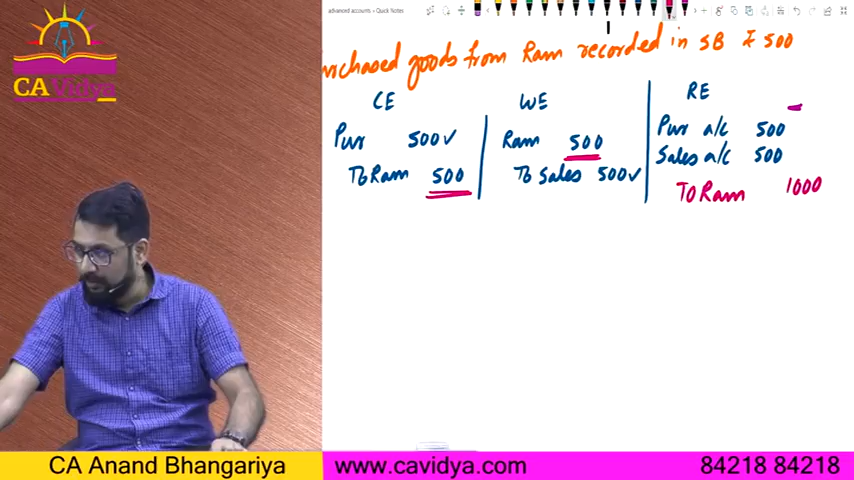 advanced accounts - Quick Notes
CA Vidya
urchased goods from Ram recorded in SB ₹ 500
CE
Pur 500✓
To Ram 500
WE
Ram 500
To Sales 500✓
RE
Pur a/c 500
Sales a/c 500
To Ram 1000
CA Anand Bhangariya
www.cavidya.com
84218 84218